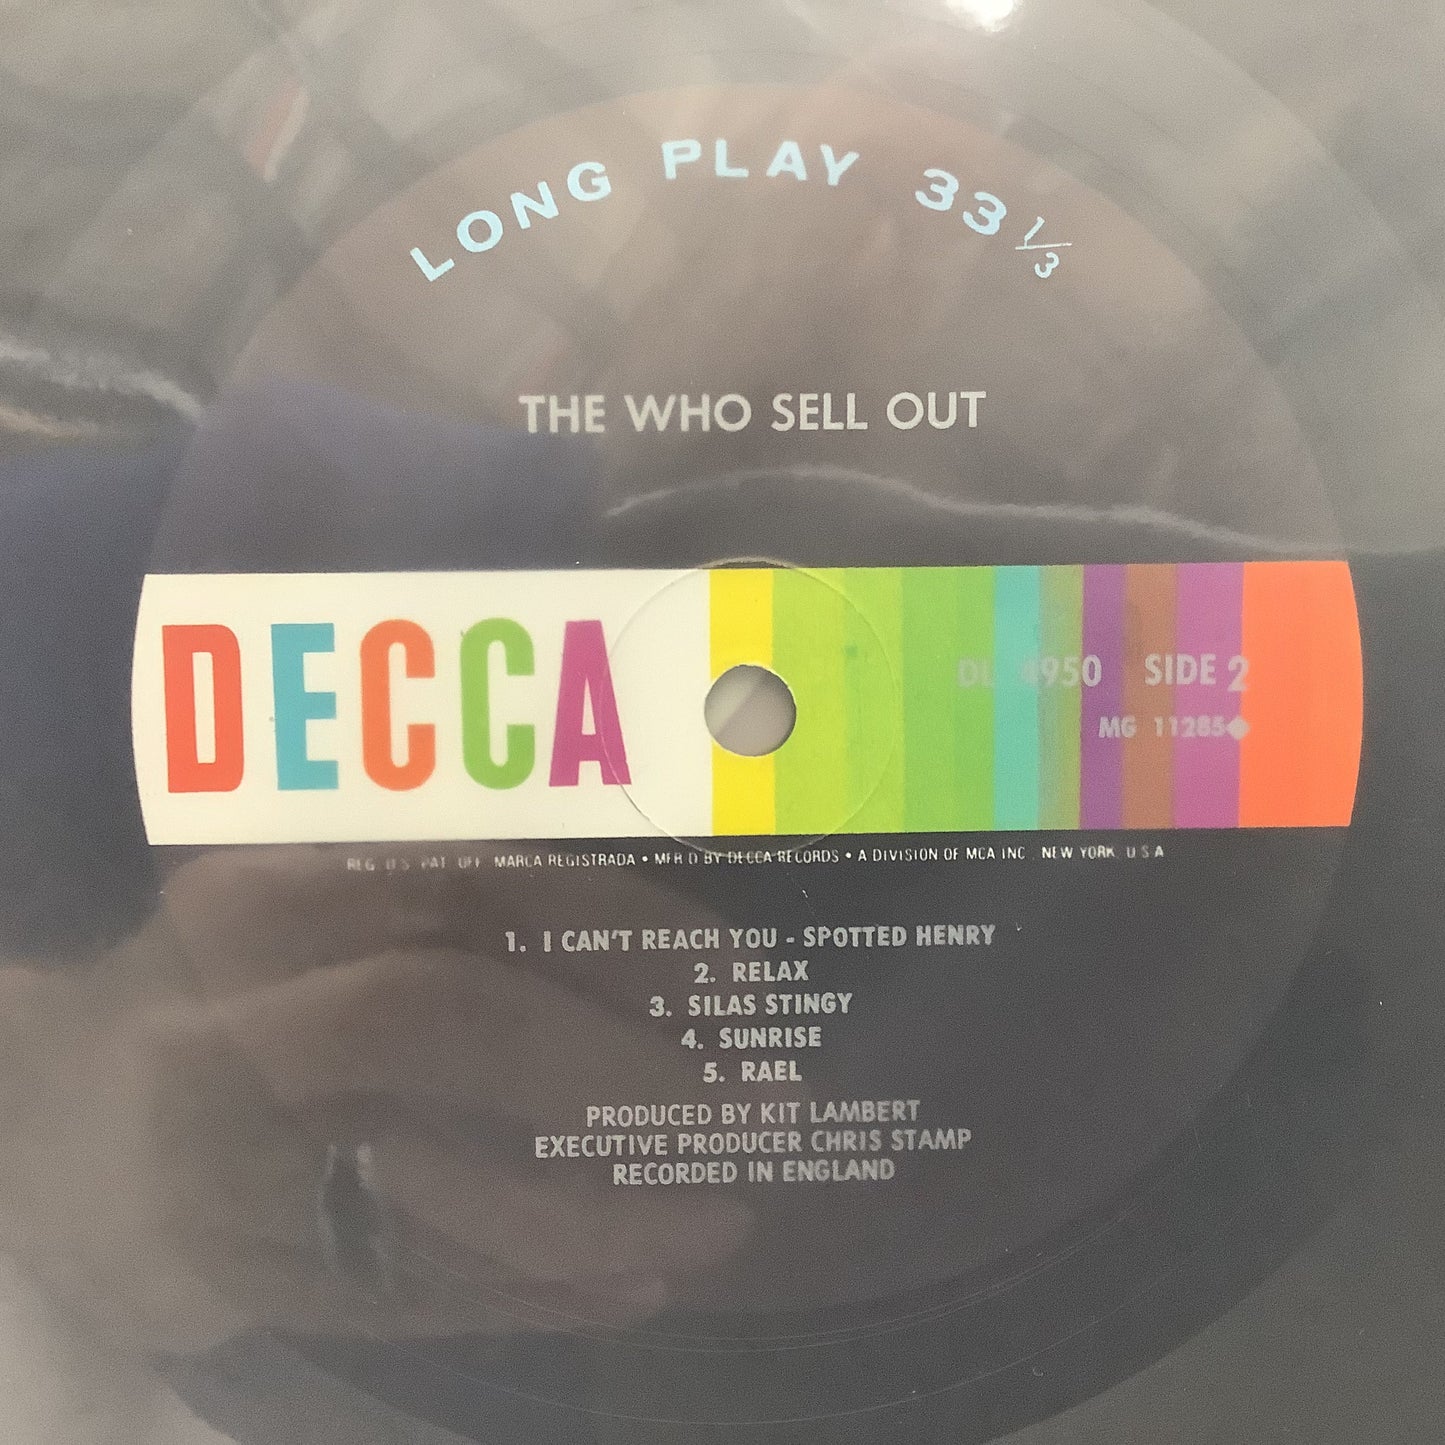 LONG PLAY 33 1/3
THE WHO SELL OUT
DECCA
DL 4950 SIDE 2
MG 11285◆
REG. U.S. PAT. OFF. MARCA REGISTRADA • MFR'D BY DECCA RECORDS • A DIVISION OF MCA INC., NEW YORK, U.S.A.
1. I CAN'T REACH YOU - SPOTTED HENRY
2. RELAX
3. SILAS STINGY
4. SUNRISE
5. RAEL
PRODUCED BY KIT LAMBERT
EXECUTIVE PRODUCER CHRIS STAMP
RECORDED IN ENGLAND